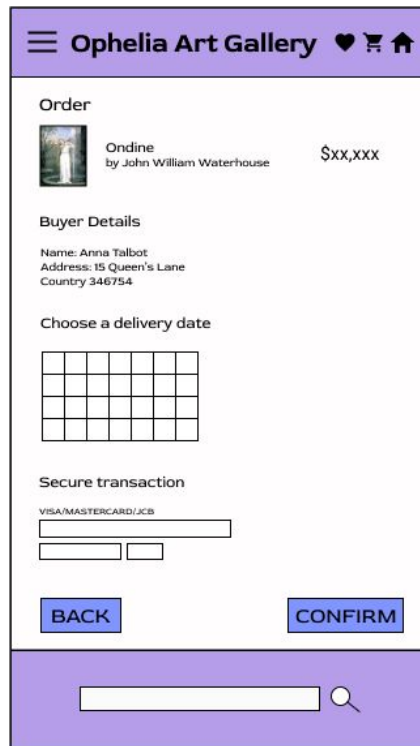 Ophelia Art Gallery
Order
Ondine
by John William Waterhouse
$xx,xxx
Buyer Details
Name: Anna Talbot
Address: 15 Queen's Lane
Country 346754
Choose a delivery date
Secure transaction
VISA/MASTERCARD/JCB
BACK
CONFIRM